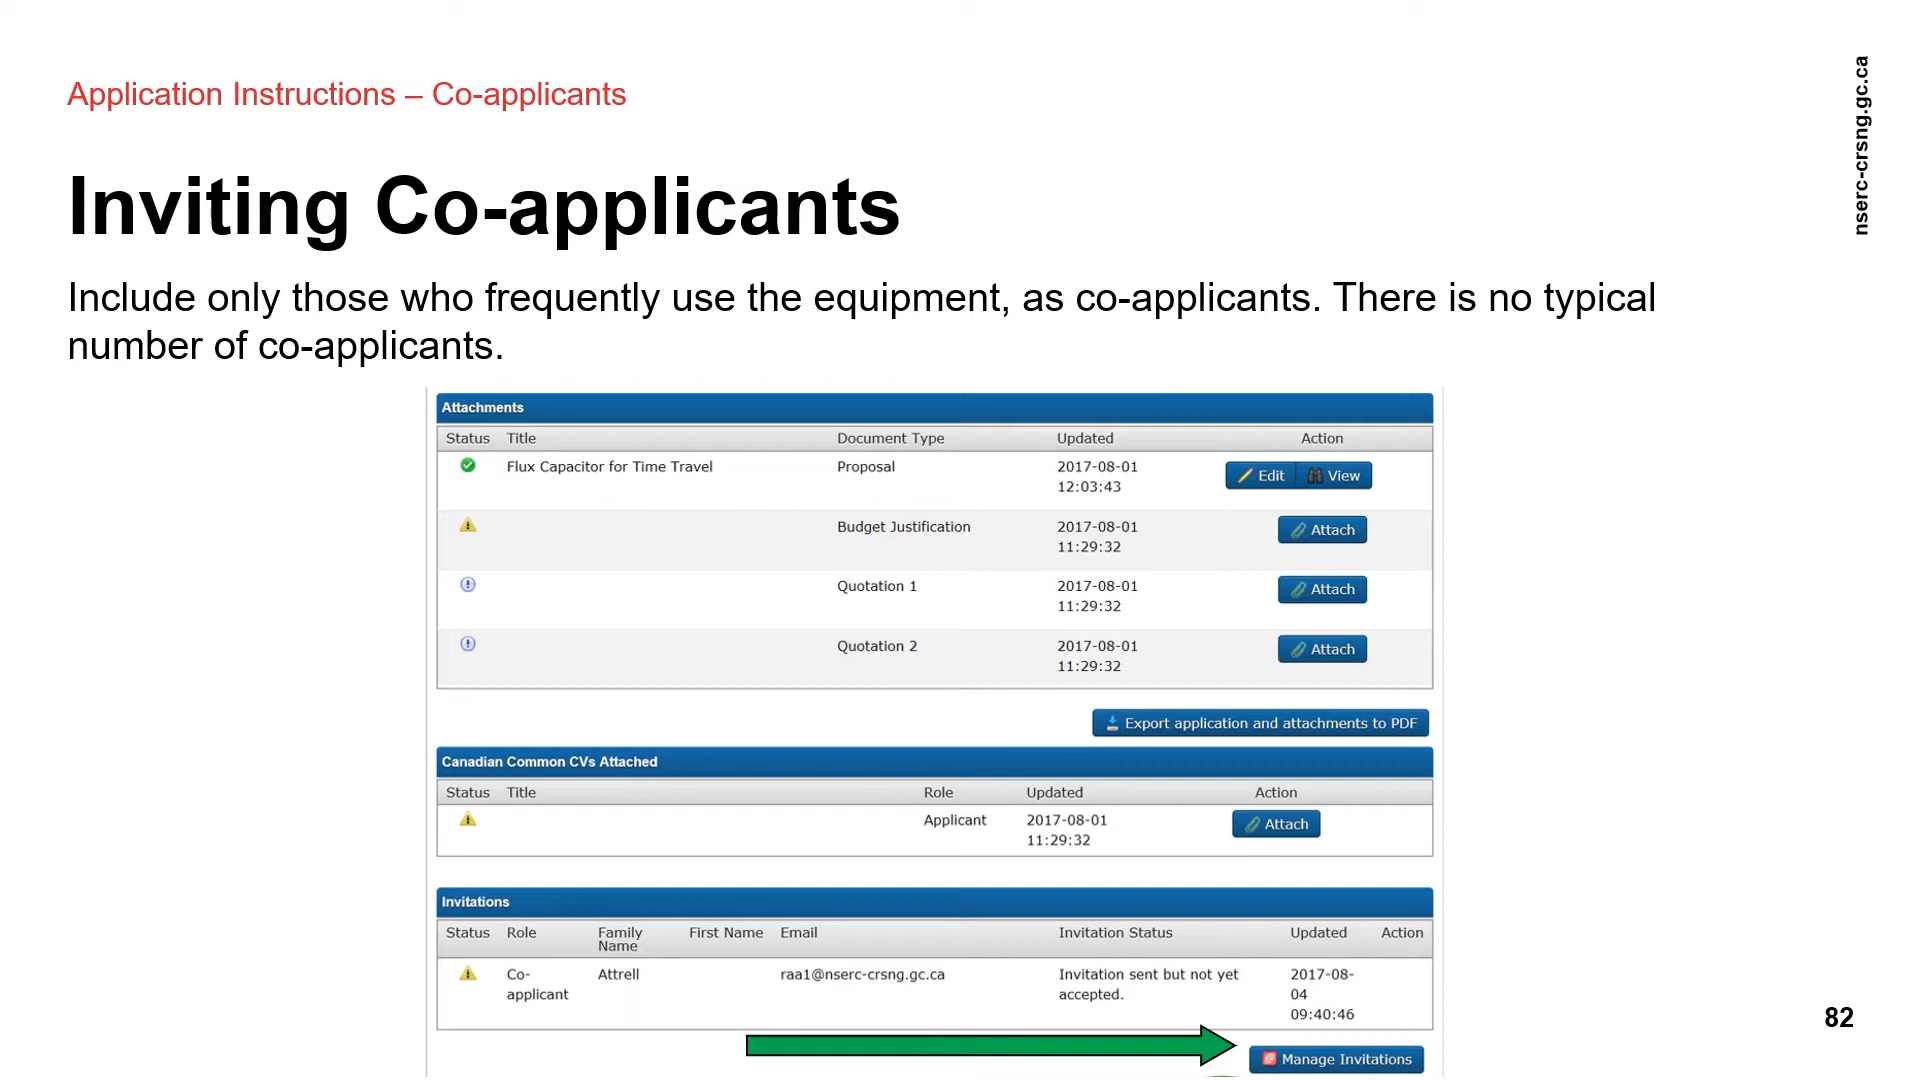 nserc-crsng.gc.ca
Application Instructions – Co-applicants
Inviting Co-applicants
Include only those who frequently use the equipment, as co-applicants. There is no typical
number of co-applicants.
Attachments
Status Title Document Type Updated Action
Flux Capacitor for Time Travel Proposal 2017-08-01 Edit View
12:03:43
Budget Justification 2017-08-01 Attach
11:29:32
Quotation 1 2017-08-01 Attach
11:29:32
Quotation 2 2017-08-01 Attach
11:29:32
Export application and attachments to PDF
Canadian Common CVs Attached
Status Title Role Updated Action
Applicant 2017-08-01 Attach
11:29:32
Invitations
Status Role Family First Name Email Invitation Status Updated Action
Name
Co- Attrell raa1@nserc-crsng.gc.ca Invitation sent but not yet 2017-08-
applicant accepted. 04
09:40:46
Manage Invitations
82